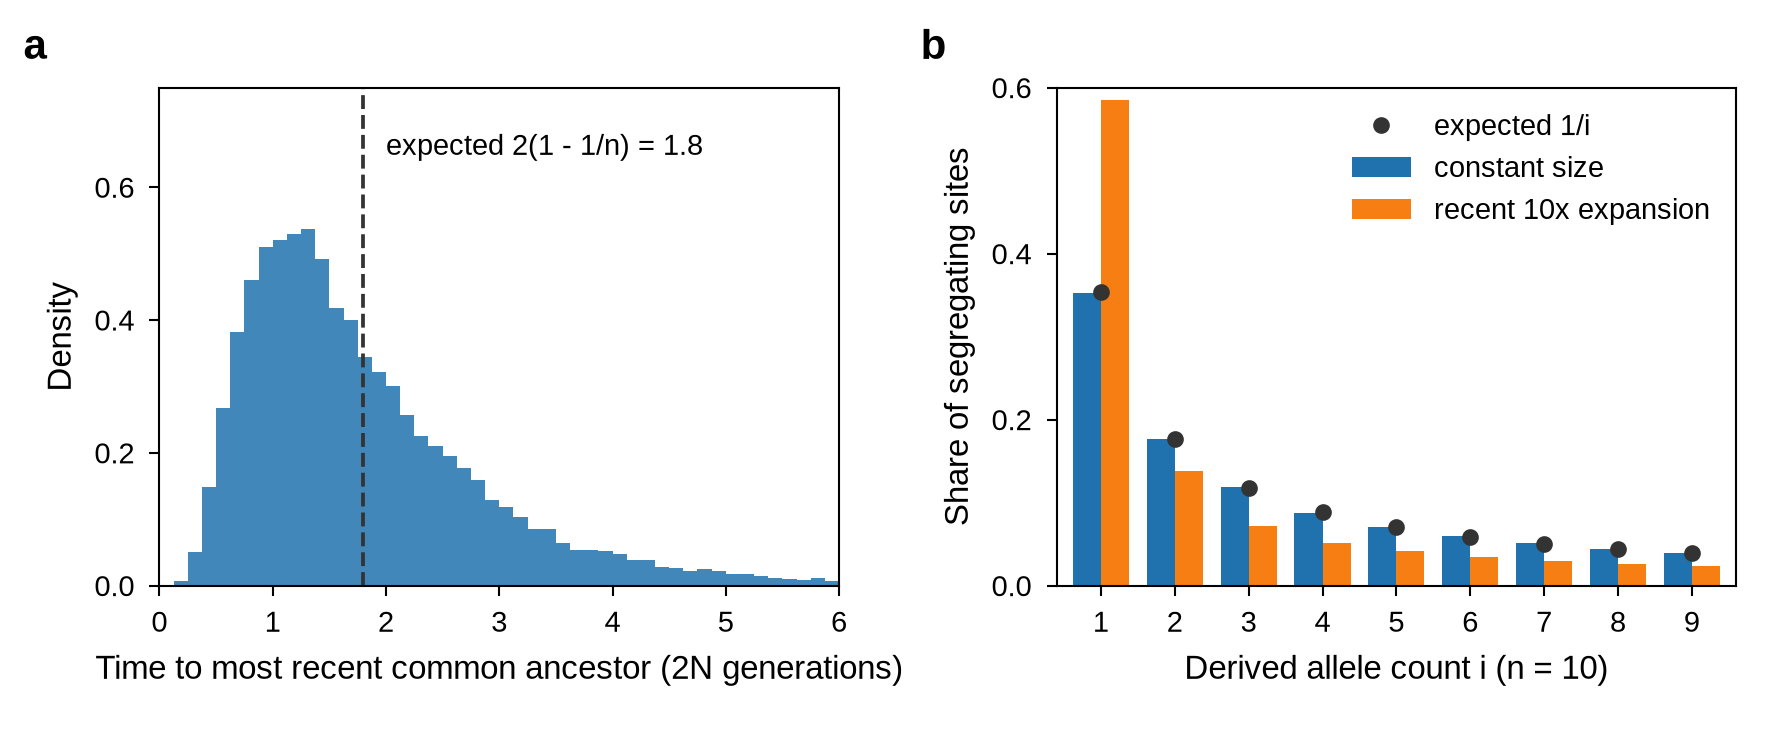 a
expected 2(1 - 1/n) = 1.8
Density
0.0
0.2
0.4
0.6
0 1 2 3 4 5 6
Time to most recent common ancestor (2N generations)
b
expected 1/i
constant size
recent 10x expansion
Share of segregating sites
0.0
0.2
0.4
0.6
1 2 3 4 5 6 7 8 9
Derived allele count i (n = 10)